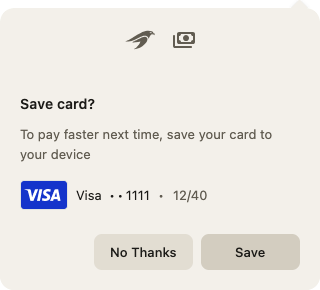 Save card?
To pay faster next time, save your card to
your device
VISA Visa ••1111 • 12/40
No Thanks Save